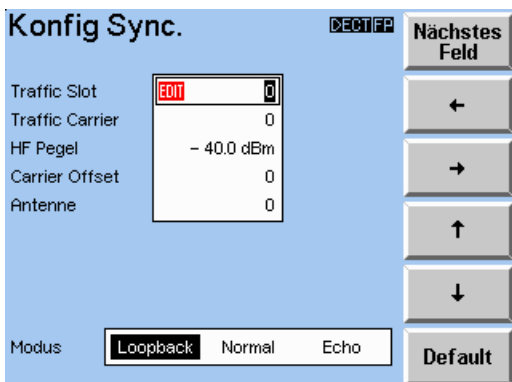 Konfig Sync.
DECT FP
Traffic Slot EDIT 0
Traffic Carrier 0
HF Pegel – 40.0 dBm
Carrier Offset 0
Antenne 0
Modus Loopback Normal Echo
Nächstes
Feld
←
→
↑
↓
Default